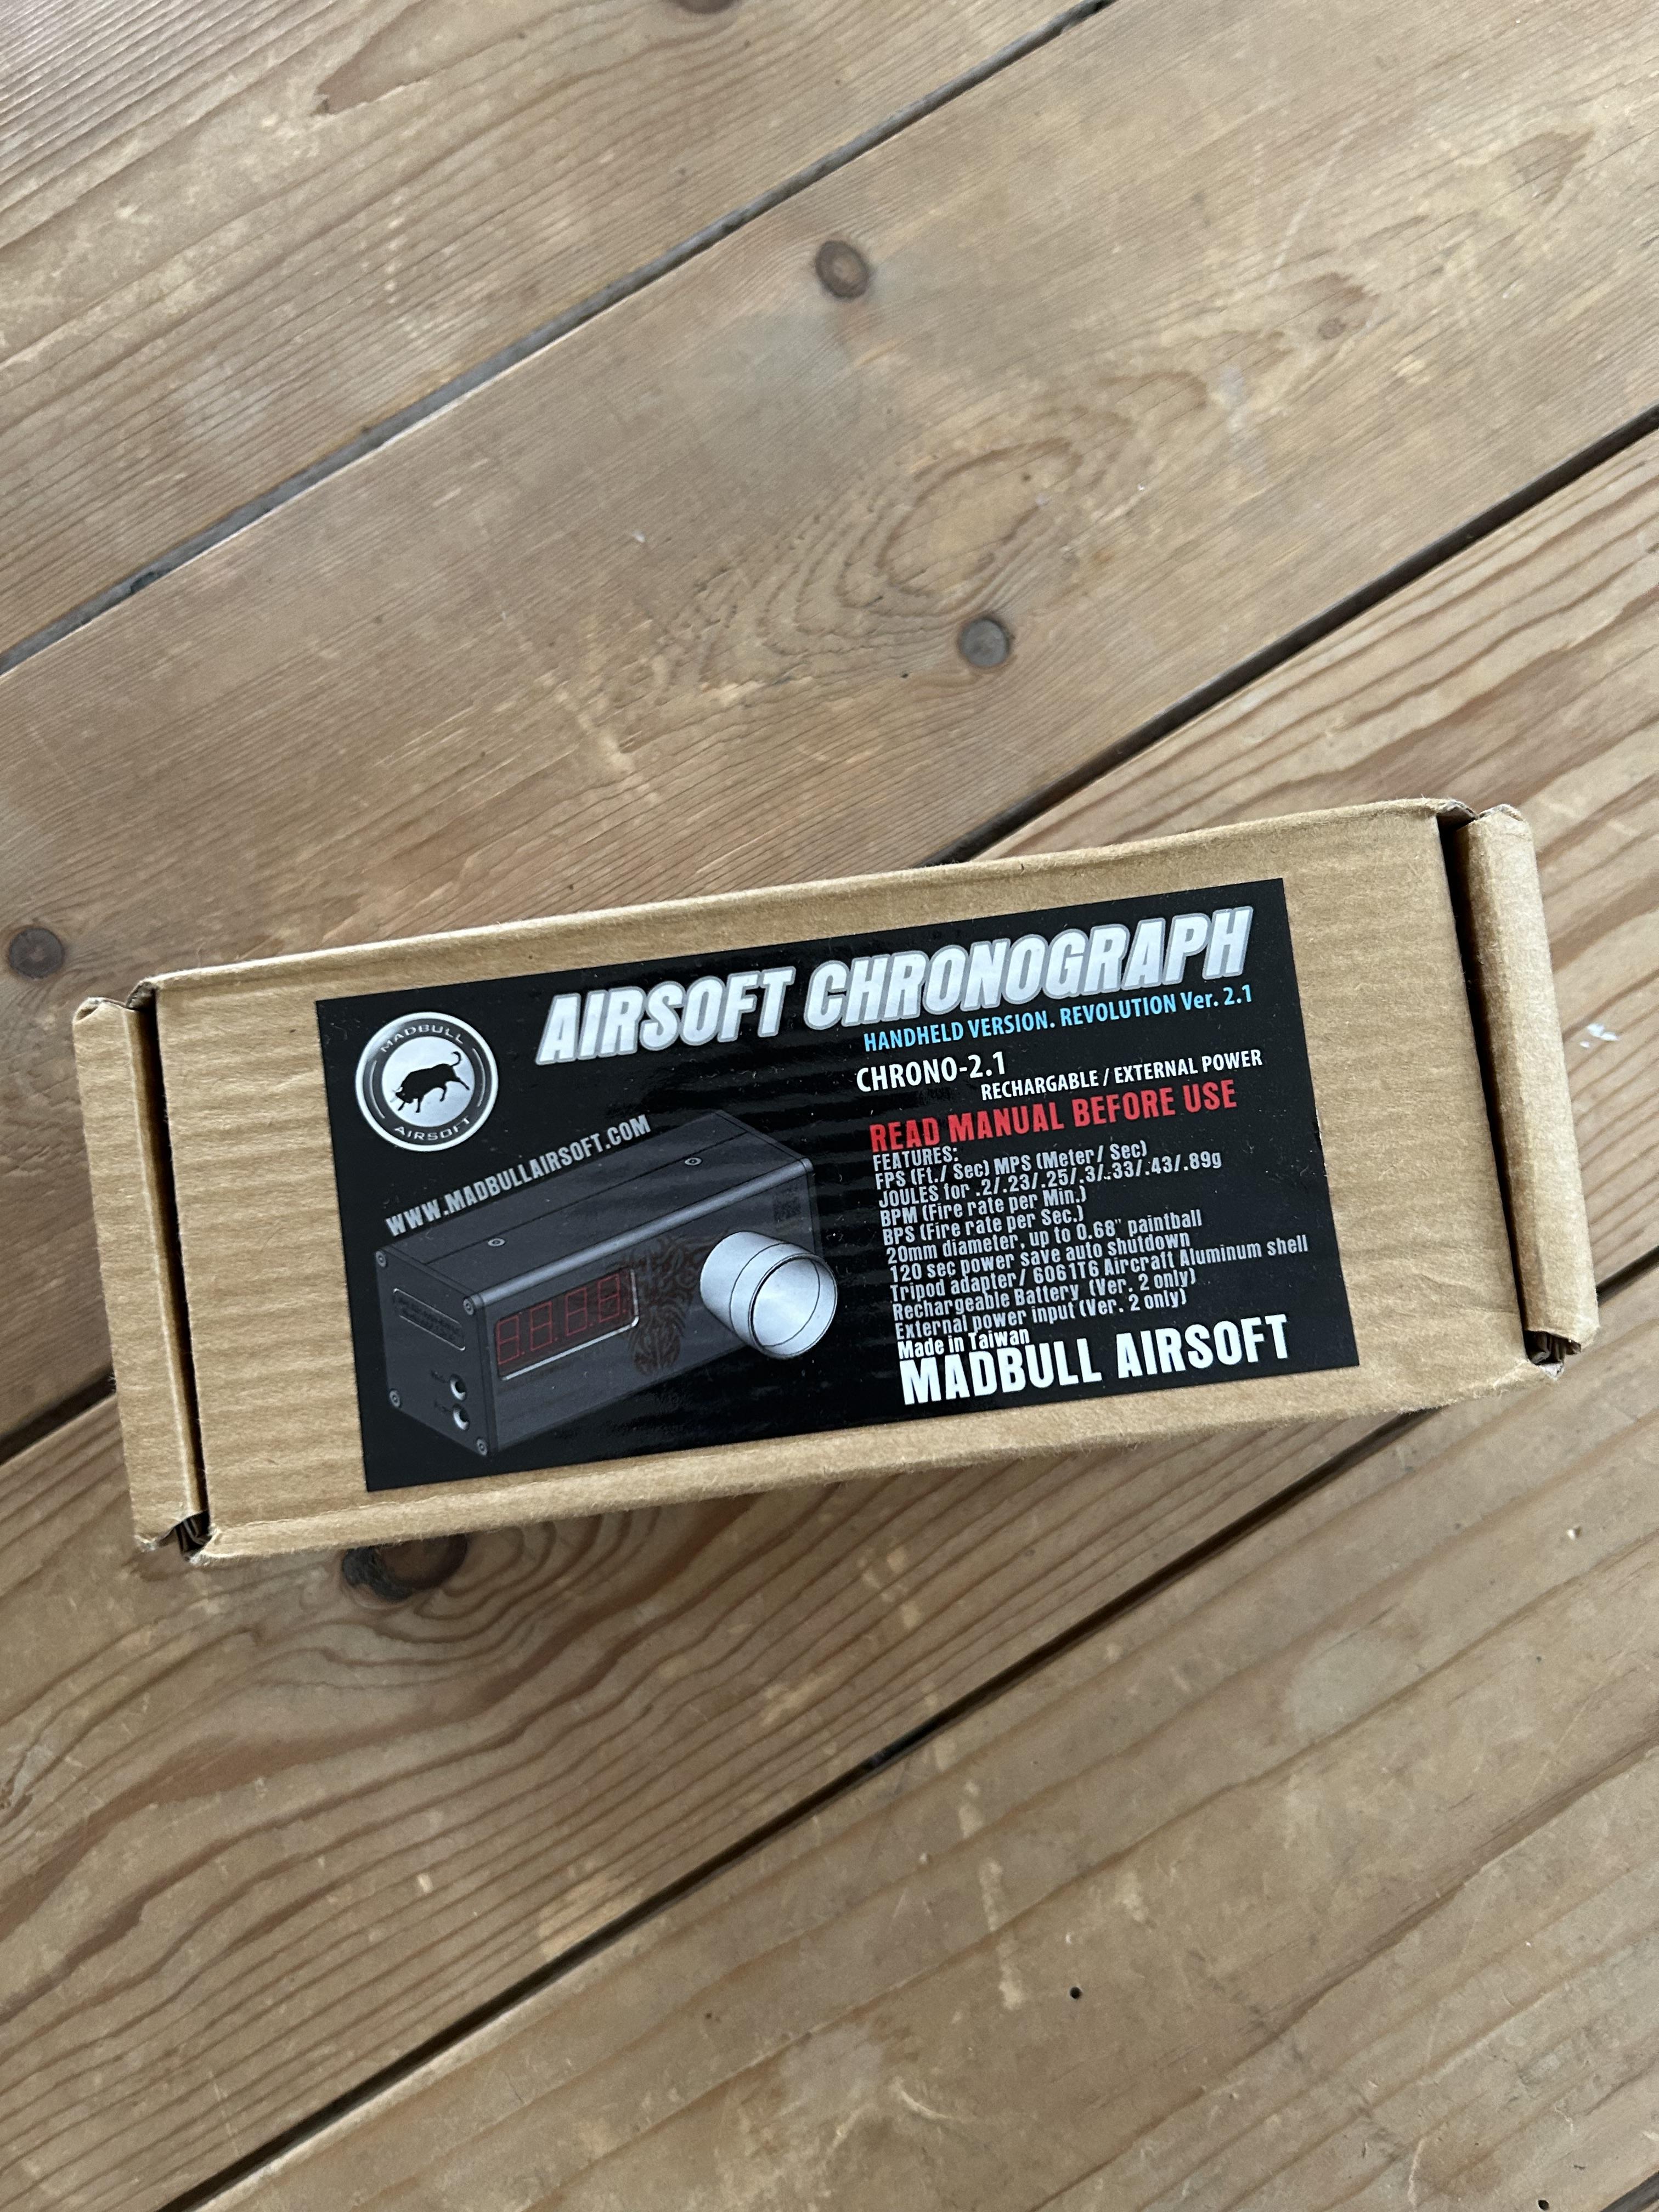 MADBULL
AIRSOFT
AIRSOFT CHRONOGRAPH
HANDHELD VERSION. REVOLUTION Ver. 2.1
CHRONO-2.1
RECHARGABLE / EXTERNAL POWER
READ MANUAL BEFORE USE
WWW.MADBULLAIRSOFT.COM
FEATURES:
FPS (Ft./ Sec) MPS (Meter/ Sec)
JOULES for .2/.23/.25/.3/.33/.43/.89g
BPM (Fire rate per Min.)
BPS (Fire rate per Sec.)
20mm diameter, up to 0.68" paintball
120 sec power save auto shutdown
Tripod adapter/ 6061T6 Aircraft Aluminum shell
Rechargeable Battery (Ver. 2 only)
External power input (Ver. 2 only)
Made in Taiwan
MADBULL AIRSOFT